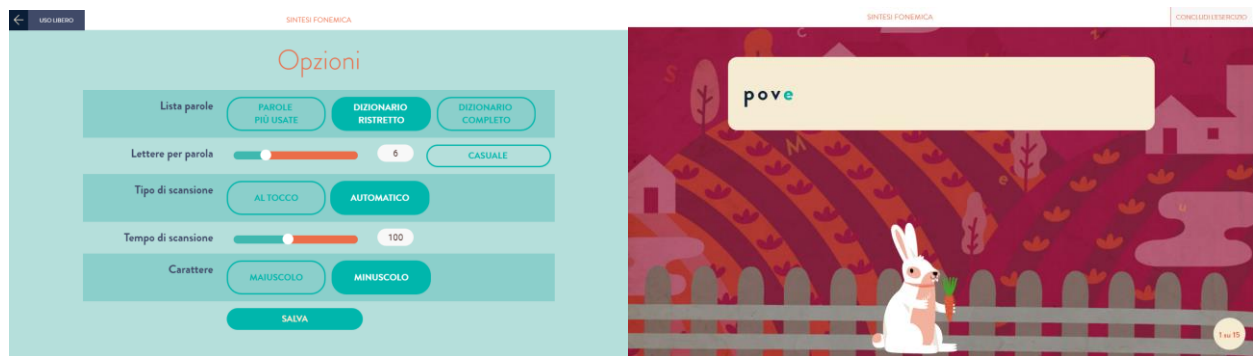 USO LIBERO
SINTESI FONEMICA
Opzioni
Lista parole
PAROLE
PIÙ USATE
DIZIONARIO
RISTRETTO
DIZIONARIO
COMPLETO
Lettere per parola
6
CASUALE
Tipo di scansione
AL TOCCO
AUTOMATICO
Tempo di scansione
100
Carattere
MAIUSCOLO
MINUSCOLO
SALVA
SINTESI FONEMICA
CONCLUDI L'ESERCIZIO
pove
C
S
M
e
u
1 su 15